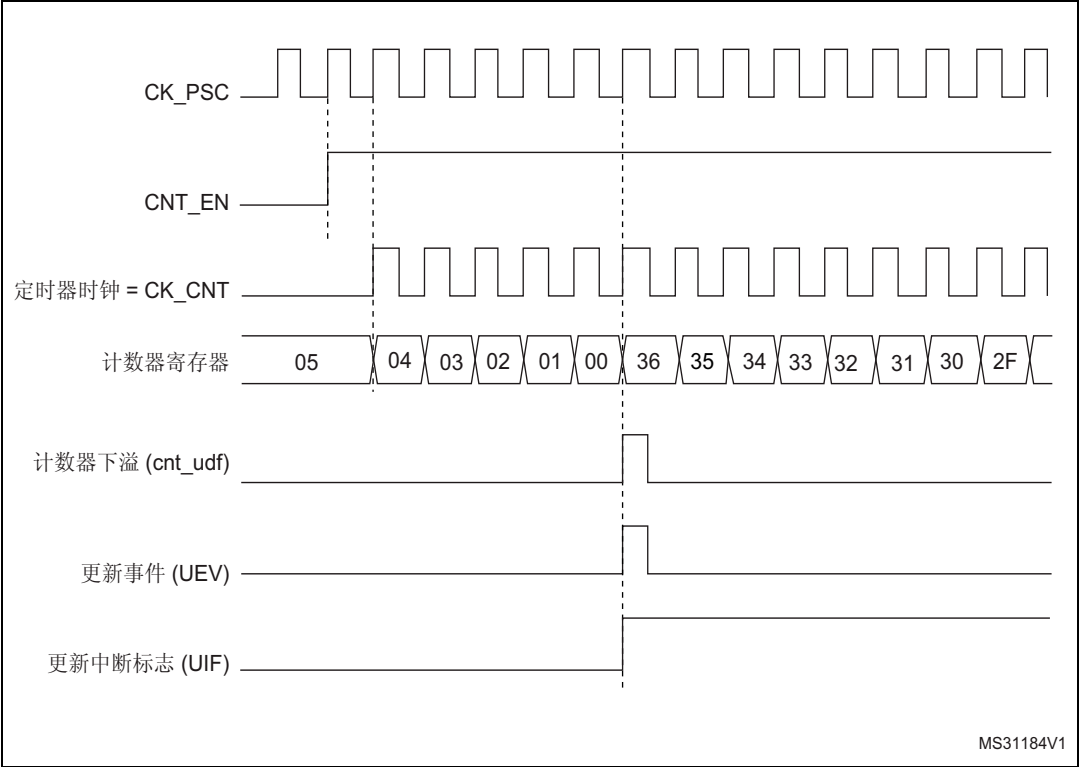 CK_PSC
CNT_EN
定时器时钟 = CK_CNT
计数器寄存器 05 04 03 02 01 00 36 35 34 33 32 31 30 2F
计数器下溢 (cnt_udf)
更新事件 (UEV)
更新中断标志 (UIF)
MS31184V1